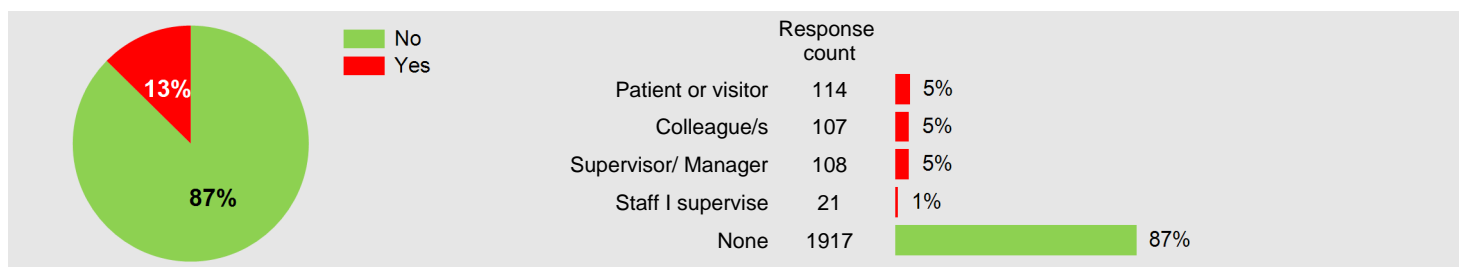 No
Yes
13%
87%
Response
count
Patient or visitor 114 5%
Colleague/s 107 5%
Supervisor/ Manager 108 5%
Staff I supervise 21 1%
None 1917 87%